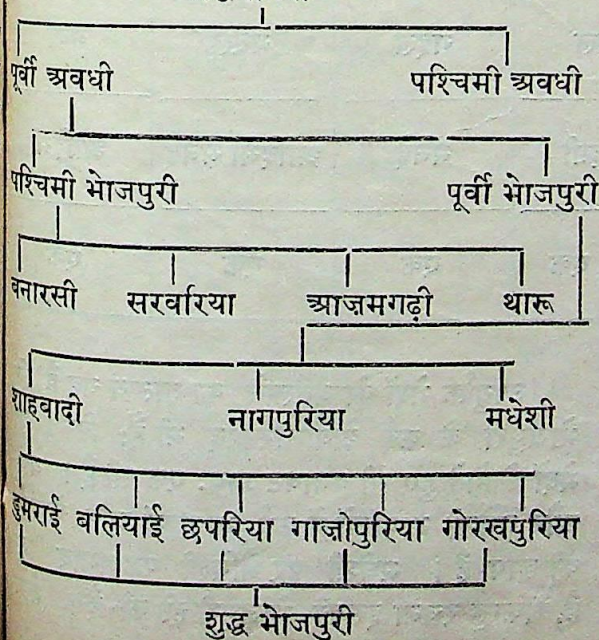 पूर्वी अवधी पश्चिमी अवधी
पश्चिमी भोजपुरी पूर्वी भोजपुरी
बनारसी सरवरिया आज़मगढ़ी थारू
शाहवादी नागपुरिया मधेशी
डुमराई बलियाई छपरिया गाजीपुरिया गोरखपुरिया
शुद्ध भोजपुरी